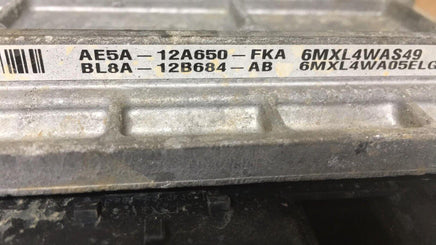 AE5A-12A650-FKA 6MXL4WAS49
BL8A-12B684-AB 6MXL4WA05ELG